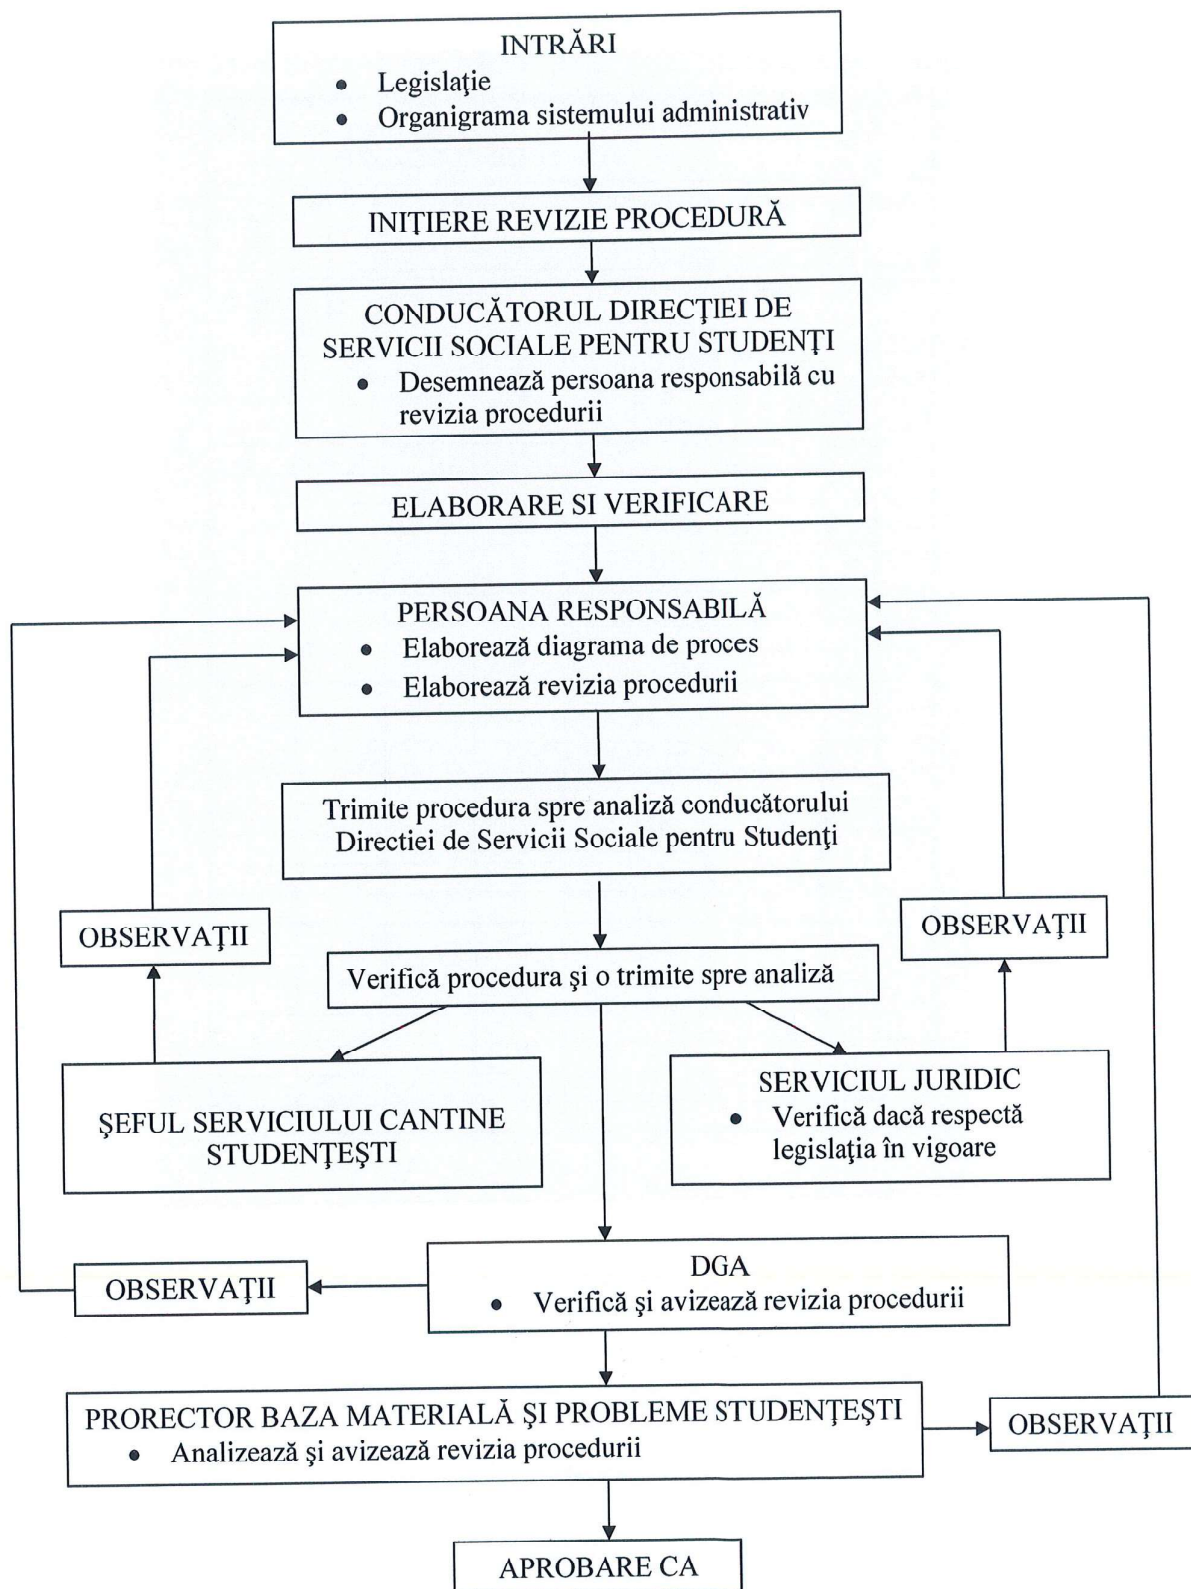 INTRĂRI
• Legislaţie
• Organigrama sistemului administrativ
INIŢIERE REVIZIE PROCEDURĂ
CONDUCĂTORUL DIRECŢIEI DE
SERVICII SOCIALE PENTRU STUDENŢI
• Desemnează persoana responsabilă cu
revizia procedurii
ELABORARE SI VERIFICARE
PERSOANA RESPONSABILĂ
• Elaborează diagrama de proces
• Elaborează revizia procedurii
Trimite procedura spre analiză conducătorului
Directiei de Servicii Sociale pentru Studenţi
OBSERVAŢII
OBSERVAŢII
Verifică procedura şi o trimite spre analiză
ŞEFUL SERVICIULUI CANTINE
STUDENŢEŞTI
SERVICIUL JURIDIC
• Verifică dacă respectă
legislaţia în vigoare
OBSERVAŢII
DGA
• Verifică şi avizează revizia procedurii
PRORECTOR BAZA MATERIALĂ ŞI PROBLEME STUDENŢEŞTI
• Analizează şi avizează revizia procedurii
OBSERVAŢII
APROBARE CA